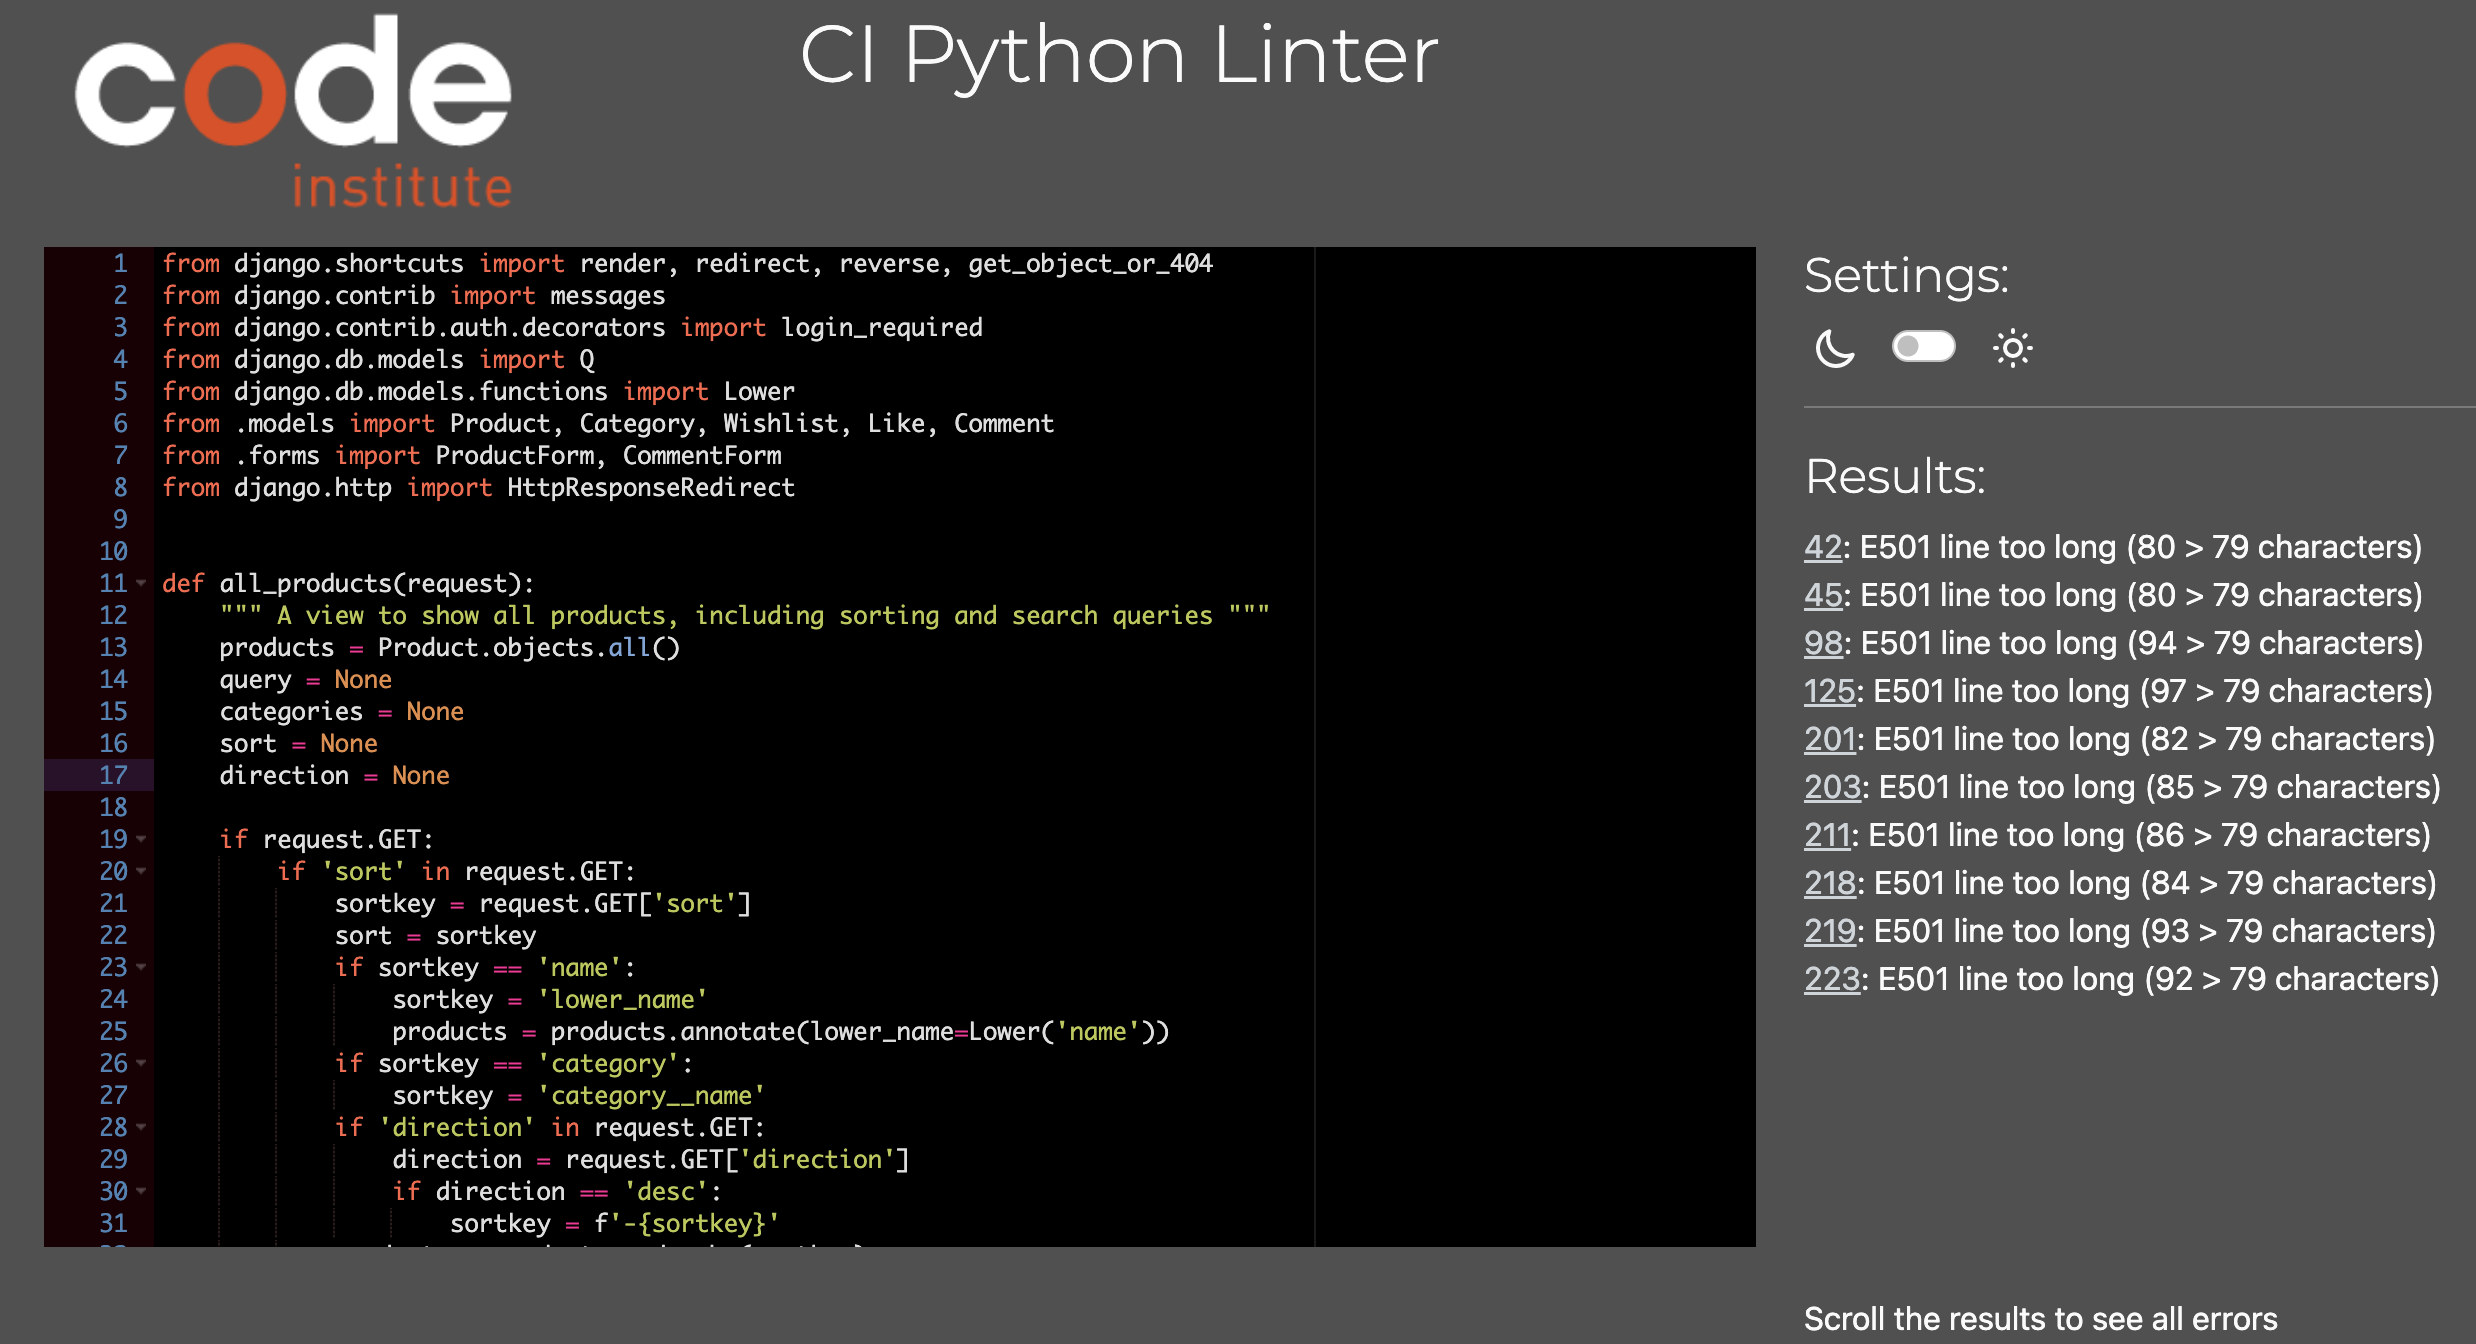 code
institute
CI Python Linter
1 from django.shortcuts import render, redirect, reverse, get_object_or_404
2 from django.contrib import messages
3 from django.contrib.auth.decorators import login_required
4 from django.db.models import Q
5 from django.db.models.functions import Lower
6 from .models import Product, Category, Wishlist, Like, Comment
7 from .forms import ProductForm, CommentForm
8 from django.http import HttpResponseRedirect
9
10
11 def all_products(request):
12     """ A view to show all products, including sorting and search queries """
13     products = Product.objects.all()
14     query = None
15     categories = None
16     sort = None
17     direction = None
18
19     if request.GET:
20         if 'sort' in request.GET:
21             sortkey = request.GET['sort']
22             sort = sortkey
23             if sortkey == 'name':
24                 sortkey = 'lower_name'
25                 products = products.annotate(lower_name=Lower('name'))
26             if sortkey == 'category':
27                 sortkey = 'category__name'
28             if 'direction' in request.GET:
29                 direction = request.GET['direction']
30                 if direction == 'desc':
31                     sortkey = f'-{sortkey}'
Settings:
Results:
42: E501 line too long (80 > 79 characters)
45: E501 line too long (80 > 79 characters)
98: E501 line too long (94 > 79 characters)
125: E501 line too long (97 > 79 characters)
201: E501 line too long (82 > 79 characters)
203: E501 line too long (85 > 79 characters)
211: E501 line too long (86 > 79 characters)
218: E501 line too long (84 > 79 characters)
219: E501 line too long (93 > 79 characters)
223: E501 line too long (92 > 79 characters)
Scroll the results to see all errors